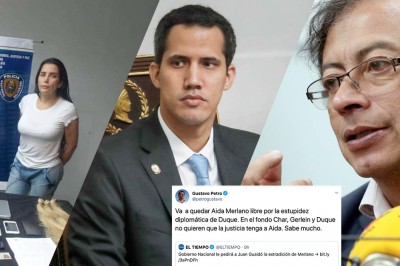 POLICIA
Gustavo Petro
@petrogustavo
Va a quedar Aida Merlano libre por la estupidez
diplomática de Duque. En el fondo Char, Gerlein y Duque
no quieren que la justicia tenga a Aida. Sabe mucho.
EL TIEMPO @ELTIEMPO
Gobierno Nacional le pedirá a Juan Guaidó la extradición de Merlano